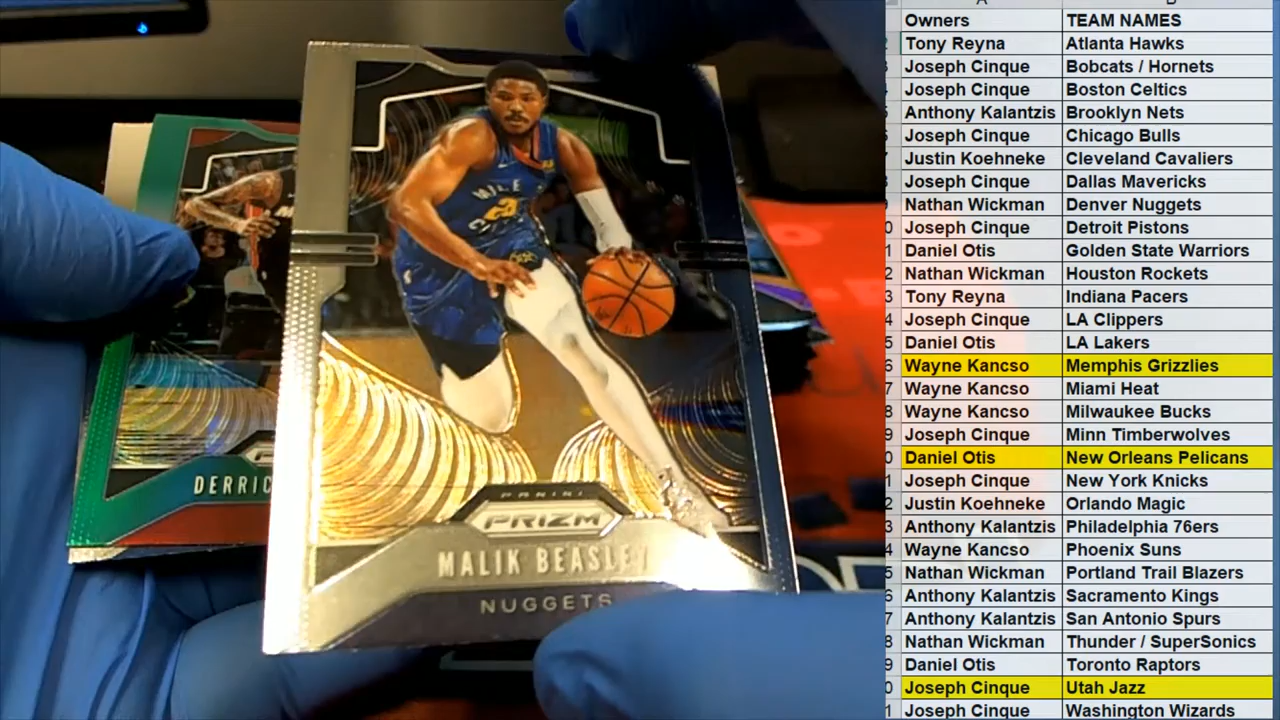 DERRIC
PANINI
PRIZM
MALIK BEASLEY
NUGGETS
Owners TEAM NAMES
Tony Reyna Atlanta Hawks
Joseph Cinque Bobcats / Hornets
Joseph Cinque Boston Celtics
Anthony Kalantzis Brooklyn Nets
Joseph Cinque Chicago Bulls
Justin Koehneke Cleveland Cavaliers
Joseph Cinque Dallas Mavericks
Nathan Wickman Denver Nuggets
Joseph Cinque Detroit Pistons
Daniel Otis Golden State Warriors
Nathan Wickman Houston Rockets
Tony Reyna Indiana Pacers
Joseph Cinque LA Clippers
Daniel Otis LA Lakers
Wayne Kancso Memphis Grizzlies
Wayne Kancso Miami Heat
Wayne Kancso Milwaukee Bucks
Joseph Cinque Minn Timberwolves
Daniel Otis New Orleans Pelicans
Joseph Cinque New York Knicks
Justin Koehneke Orlando Magic
Anthony Kalantzis Philadelphia 76ers
Wayne Kancso Phoenix Suns
Nathan Wickman Portland Trail Blazers
Anthony Kalantzis Sacramento Kings
Anthony Kalantzis San Antonio Spurs
Nathan Wickman Thunder / SuperSonics
Daniel Otis Toronto Raptors
Joseph Cinque Utah Jazz
Joseph Cinque Washington Wizards